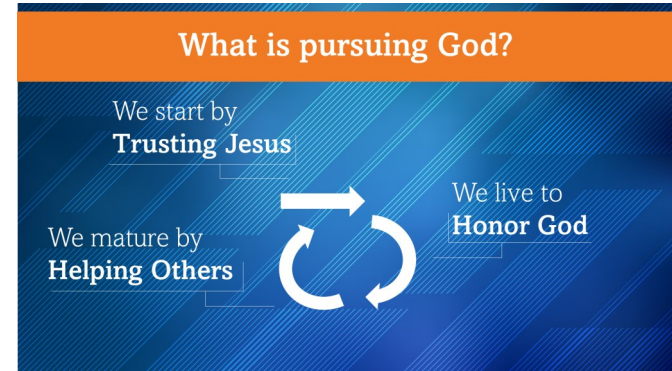 What is pursuing God?
We start by
Trusting Jesus
We live to
Honor God
We mature by
Helping Others